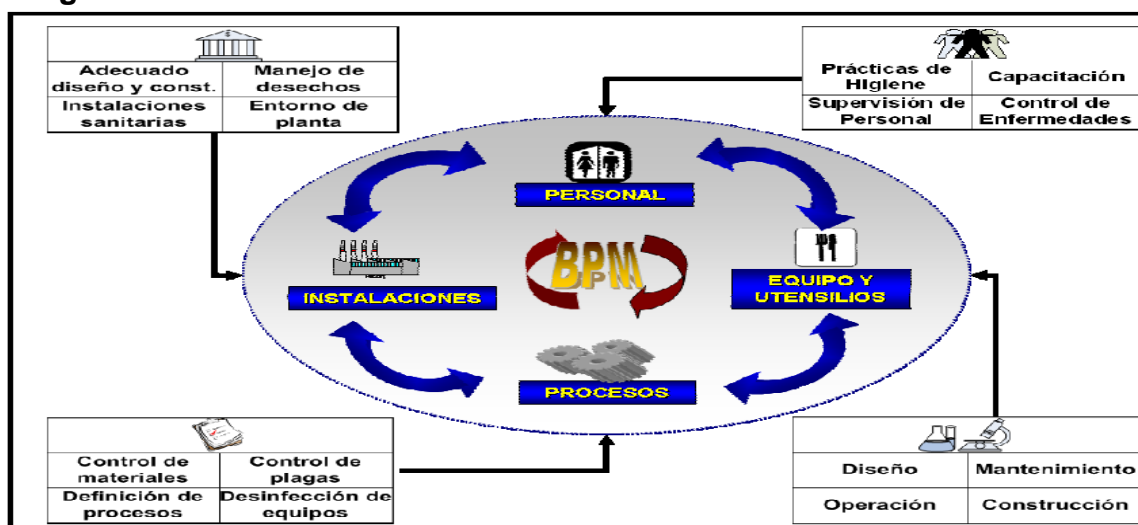 Adecuado
diseño y const.
Manejo de
desechos
Instalaciones
sanitarias
Entorno de
planta
Prácticas de
Higiene
Capacitación
Supervisión de
Personal
Control de
Enfermedades
PERSONAL
INSTALACIONES
BPM
EQUIPO Y
UTENSILIOS
PROCESOS
Control de
materiales
Control de
plagas
Definición de
procesos
Desinfección de
equipos
Diseño
Mantenimiento
Operación
Construcción